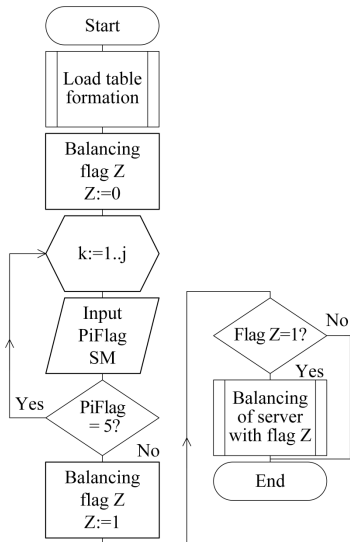 Start
Load table
formation
Balancing
flag Z
Z:=0
k:=1..j
Input
PiFlag
SM
Yes
PiFlag
= 5?
No
Balancing
flag Z
Z:=1
Flag Z=1?
No
Yes
Balancing
of server
with flag Z
End